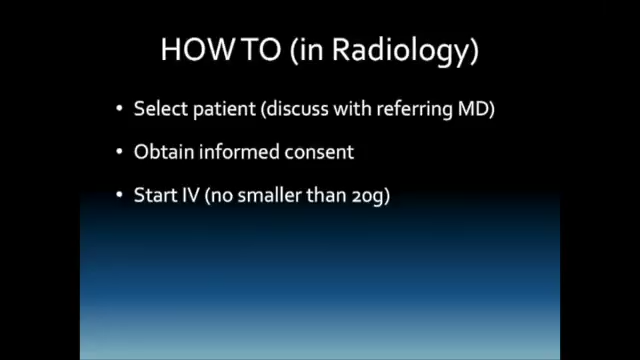 HOW TO (in Radiology)
• Select patient (discuss with referring MD)
• Obtain informed consent
• Start IV (no smaller than 20g)